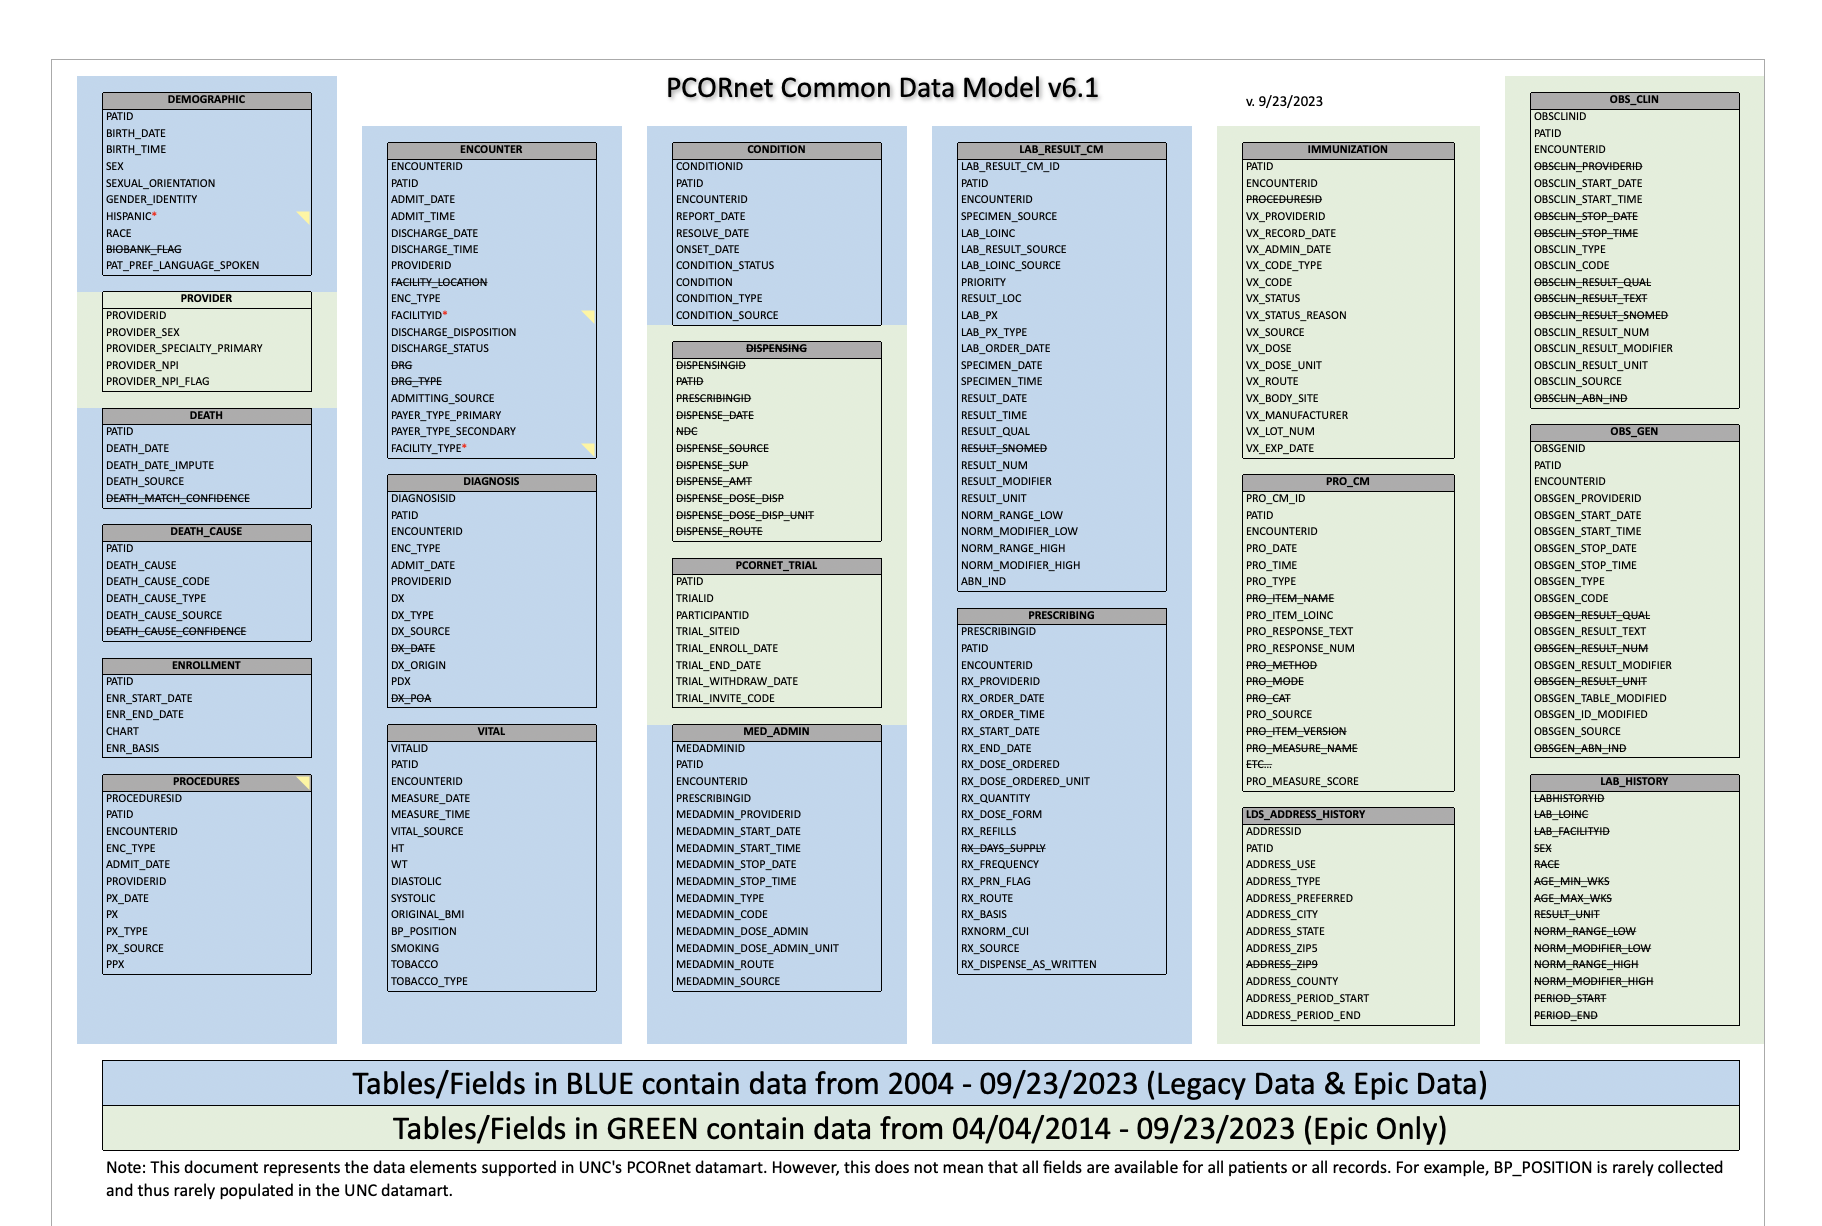 PCORnet Common Data Model v6.1
v. 9/23/2023
DEMOGRAPHIC
PATID
BIRTH_DATE
BIRTH_TIME
SEX
SEXUAL_ORIENTATION
GENDER_IDENTITY
HISPANIC*
RACE
BIOBANK_FLAG
PAT_PREF_LANGUAGE_SPOKEN
PROVIDER
PROVIDERID
PROVIDER_SEX
PROVIDER_SPECIALTY_PRIMARY
PROVIDER_NPI
PROVIDER_NPI_FLAG
DEATH
PATID
DEATH_DATE
DEATH_DATE_IMPUTE
DEATH_SOURCE
DEATH_MATCH_CONFIDENCE
DEATH_CAUSE
PATID
DEATH_CAUSE
DEATH_CAUSE_CODE
DEATH_CAUSE_TYPE
DEATH_CAUSE_SOURCE
DEATH_CAUSE_CONFIDENCE
ENROLLMENT
PATID
ENR_START_DATE
ENR_END_DATE
CHART
ENR_BASIS
PROCEDURES
PROCEDURESID
PATID
ENCOUNTERID
ENC_TYPE
ADMIT_DATE
PROVIDERID
PX_DATE
PX
PX_TYPE
PX_SOURCE
PPX
ENCOUNTER
ENCOUNTERID
PATID
ADMIT_DATE
ADMIT_TIME
DISCHARGE_DATE
DISCHARGE_TIME
PROVIDERID
FACILITY_LOCATION
ENC_TYPE
FACILITYID*
DISCHARGE_DISPOSITION
DISCHARGE_STATUS
DRG
DRG_TYPE
ADMITTING_SOURCE
PAYER_TYPE_PRIMARY
PAYER_TYPE_SECONDARY
FACILITY_TYPE*
DIAGNOSIS
DIAGNOSISID
PATID
ENCOUNTERID
ENC_TYPE
ADMIT_DATE
PROVIDERID
DX
DX_TYPE
DX_SOURCE
DX_DATE
DX_ORIGIN
PDX
DX_POA
VITAL
VITALID
PATID
ENCOUNTERID
MEASURE_DATE
MEASURE_TIME
VITAL_SOURCE
HT
WT
DIASTOLIC
SYSTOLIC
ORIGINAL_BMI
BP_POSITION
SMOKING
TOBACCO
TOBACCO_TYPE
CONDITION
CONDITIONID
PATID
ENCOUNTERID
REPORT_DATE
RESOLVE_DATE
ONSET_DATE
CONDITION_STATUS
CONDITION
CONDITION_TYPE
CONDITION_SOURCE
DISPENSING
DISPENSINGID
PATID
PRESCRIBINGID
DISPENSE_DATE
NDC
DISPENSE_SOURCE
DISPENSE_SUP
DISPENSE_AMT
DISPENSE_DOSE_DISP
DISPENSE_DOSE_DISP_UNIT
DISPENSE_ROUTE
PCORNET_TRIAL
PATID
TRIALID
PARTICIPANTID
TRIAL_SITEID
TRIAL_ENROLL_DATE
TRIAL_END_DATE
TRIAL_WITHDRAW_DATE
TRIAL_INVITE_CODE
MED_ADMIN
MEDADMINID
PATID
ENCOUNTERID
PRESCRIBINGID
MEDADMIN_PROVIDERID
MEDADMIN_START_DATE
MEDADMIN_START_TIME
MEDADMIN_STOP_DATE
MEDADMIN_STOP_TIME
MEDADMIN_TYPE
MEDADMIN_CODE
MEDADMIN_DOSE_ADMIN
MEDADMIN_DOSE_ADMIN_UNIT
MEDADMIN_ROUTE
MEDADMIN_SOURCE
LAB_RESULT_CM
LAB_RESULT_CM_ID
PATID
ENCOUNTERID
SPECIMEN_SOURCE
LAB_LOINC
LAB_RESULT_SOURCE
LAB_LOINC_SOURCE
PRIORITY
RESULT_LOC
LAB_PX
LAB_PX_TYPE
LAB_ORDER_DATE
SPECIMEN_DATE
SPECIMEN_TIME
RESULT_DATE
RESULT_TIME
RESULT_QUAL
RESULT_SNOMED
RESULT_NUM
RESULT_MODIFIER
RESULT_UNIT
NORM_RANGE_LOW
NORM_MODIFIER_LOW
NORM_RANGE_HIGH
NORM_MODIFIER_HIGH
ABN_IND
PRESCRIBING
PRESCRIBINGID
PATID
ENCOUNTERID
RX_PROVIDERID
RX_ORDER_DATE
RX_ORDER_TIME
RX_START_DATE
RX_END_DATE
RX_DOSE_ORDERED
RX_DOSE_ORDERED_UNIT
RX_QUANTITY
RX_DOSE_FORM
RX_REFILLS
RX_DAYS_SUPPLY
RX_FREQUENCY
RX_PRN_FLAG
RX_ROUTE
RX_BASIS
RXNORM_CUI
RX_SOURCE
RX_DISPENSE_AS_WRITTEN
IMMUNIZATION
PATID
ENCOUNTERID
PROCEDURESID
VX_PROVIDERID
VX_RECORD_DATE
VX_ADMIN_DATE
VX_CODE_TYPE
VX_CODE
VX_STATUS
VX_STATUS_REASON
VX_SOURCE
VX_DOSE
VX_DOSE_UNIT
VX_ROUTE
VX_BODY_SITE
VX_MANUFACTURER
VX_LOT_NUM
VX_EXP_DATE
PRO_CM
PRO_CM_ID
PATID
ENCOUNTERID
PRO_DATE
PRO_TIME
PRO_TYPE
PRO_ITEM_NAME
PRO_ITEM_LOINC
PRO_RESPONSE_TEXT
PRO_RESPONSE_NUM
PRO_METHOD
PRO_MODE
PRO_CAT
PRO_SOURCE
PRO_ITEM_VERSION
PRO_MEASURE_NAME
ETC...
PRO_MEASURE_SCORE
LDS_ADDRESS_HISTORY
ADDRESSID
PATID
ADDRESS_USE
ADDRESS_TYPE
ADDRESS_PREFERRED
ADDRESS_CITY
ADDRESS_STATE
ADDRESS_ZIP5
ADDRESS_ZIP9
ADDRESS_COUNTY
ADDRESS_PERIOD_START
ADDRESS_PERIOD_END
OBS_CLIN
OBSCLINID
PATID
ENCOUNTERID
OBSCLIN_PROVIDERID
OBSCLIN_START_DATE
OBSCLIN_START_TIME
OBSCLIN_STOP_DATE
OBSCLIN_STOP_TIME
OBSCLIN_TYPE
OBSCLIN_CODE
OBSCLIN_RESULT_QUAL
OBSCLIN_RESULT_TEXT
OBSCLIN_RESULT_SNOMED
OBSCLIN_RESULT_NUM
OBSCLIN_RESULT_MODIFIER
OBSCLIN_RESULT_UNIT
OBSCLIN_SOURCE
OBSCLIN_ABN_IND
OBS_GEN
OBSGENID
PATID
ENCOUNTERID
OBSGEN_PROVIDERID
OBSGEN_START_DATE
OBSGEN_START_TIME
OBSGEN_STOP_DATE
OBSGEN_STOP_TIME
OBSGEN_TYPE
OBSGEN_CODE
OBSGEN_RESULT_QUAL
OBSGEN_RESULT_TEXT
OBSGEN_RESULT_NUM
OBSGEN_RESULT_MODIFIER
OBSGEN_RESULT_UNIT
OBSGEN_TABLE_MODIFIED
OBSGEN_ID_MODIFIED
OBSGEN_SOURCE
OBSGEN_ABN_IND
LAB_HISTORY
LABHISTORYID
LAB_LOINC
LAB_FACILITYID
SEX
RACE
AGE_MIN_WKS
AGE_MAX_WKS
RESULT_UNIT
NORM_RANGE_LOW
NORM_MODIFIER_LOW
NORM_RANGE_HIGH
NORM_MODIFIER_HIGH
PERIOD_START
PERIOD_END
Tables/Fields in BLUE contain data from 2004 - 09/23/2023 (Legacy Data & Epic Data)
Tables/Fields in GREEN contain data from 04/04/2014 - 09/23/2023 (Epic Only)
Note: This document represents the data elements supported in UNC's PCORnet datamart. However, this does not mean that all fields are available for all patients or all records. For example, BP_POSITION is rarely collected
and thus rarely populated in the UNC datamart.